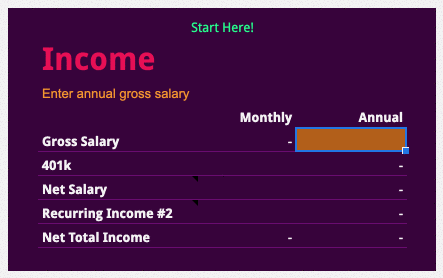 Start Here!
Income
Enter annual gross salary
Monthly Annual
Gross Salary -
401k -
Net Salary -
Recurring Income #2 -
Net Total Income - -